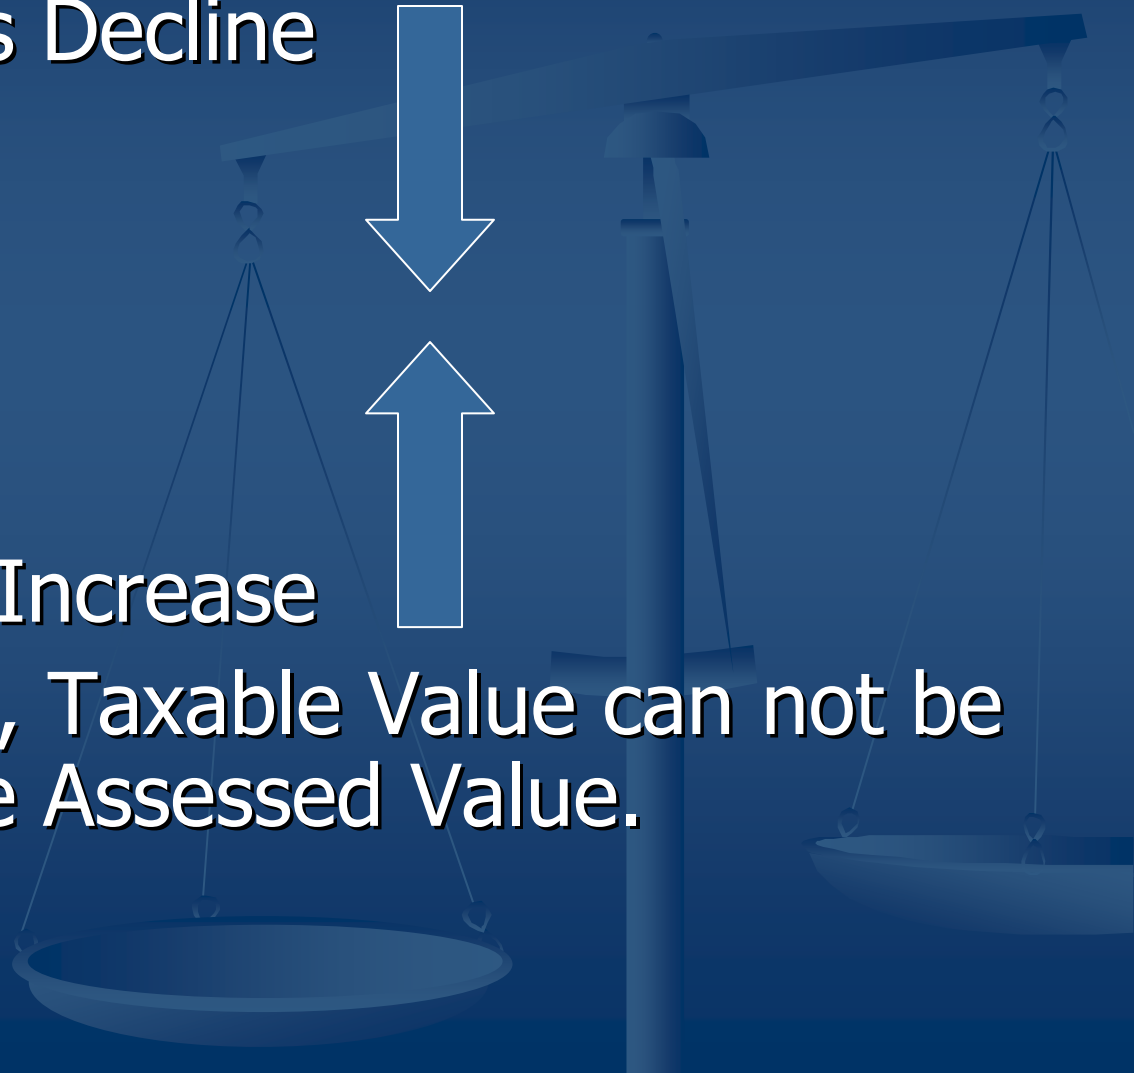 s Decline
Increase
, Taxable Value can not be
e Assessed Value.